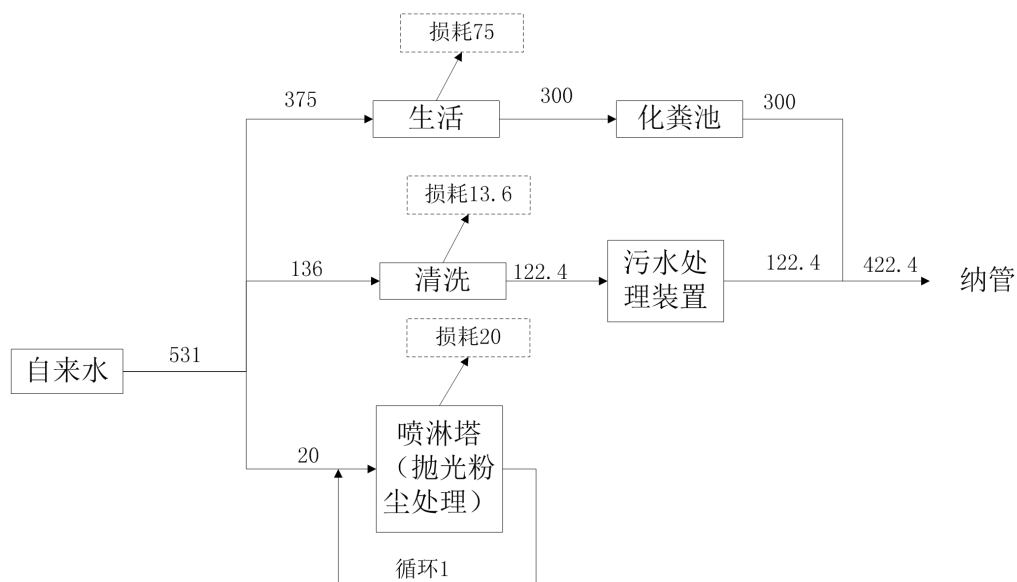 损耗75
375
生活
300
化粪池
300
损耗13.6
136
清洗
122.4
污水处
理装置
122.4
422.4
纳管
损耗20
自来水
531
20
喷淋塔
（抛光粉
尘处理）
循环1